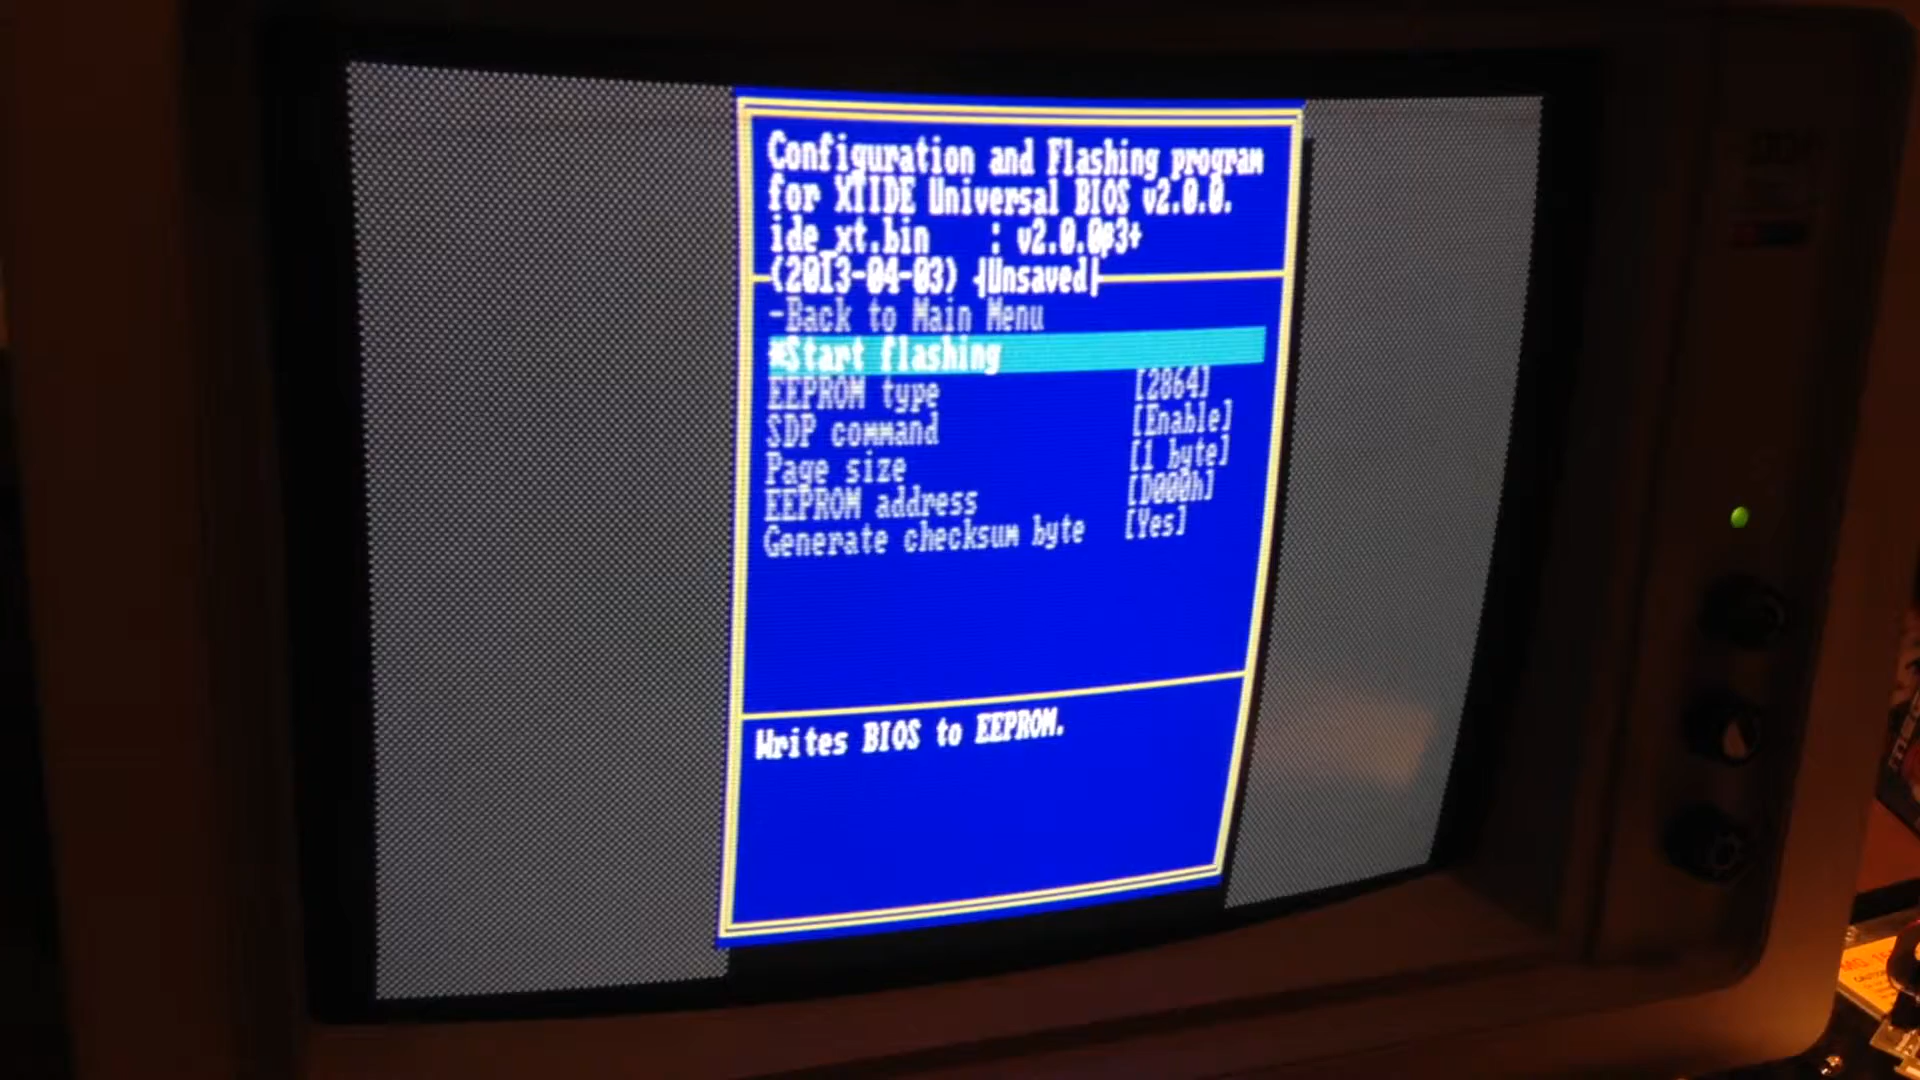 Configuration and Flashing program
for XTIDE Universal BIOS v2.0.0.
ide_xt.bin : v2.0.0β3+
(2013-04-03) Unsaved
-Back to Main Menu
*Start flashing
EEPROM type [2864]
SDP command [Enable]
Page size [1 byte]
EEPROM address [D000h]
Generate checksum byte [Yes]
Writes BIOS to EEPROM.